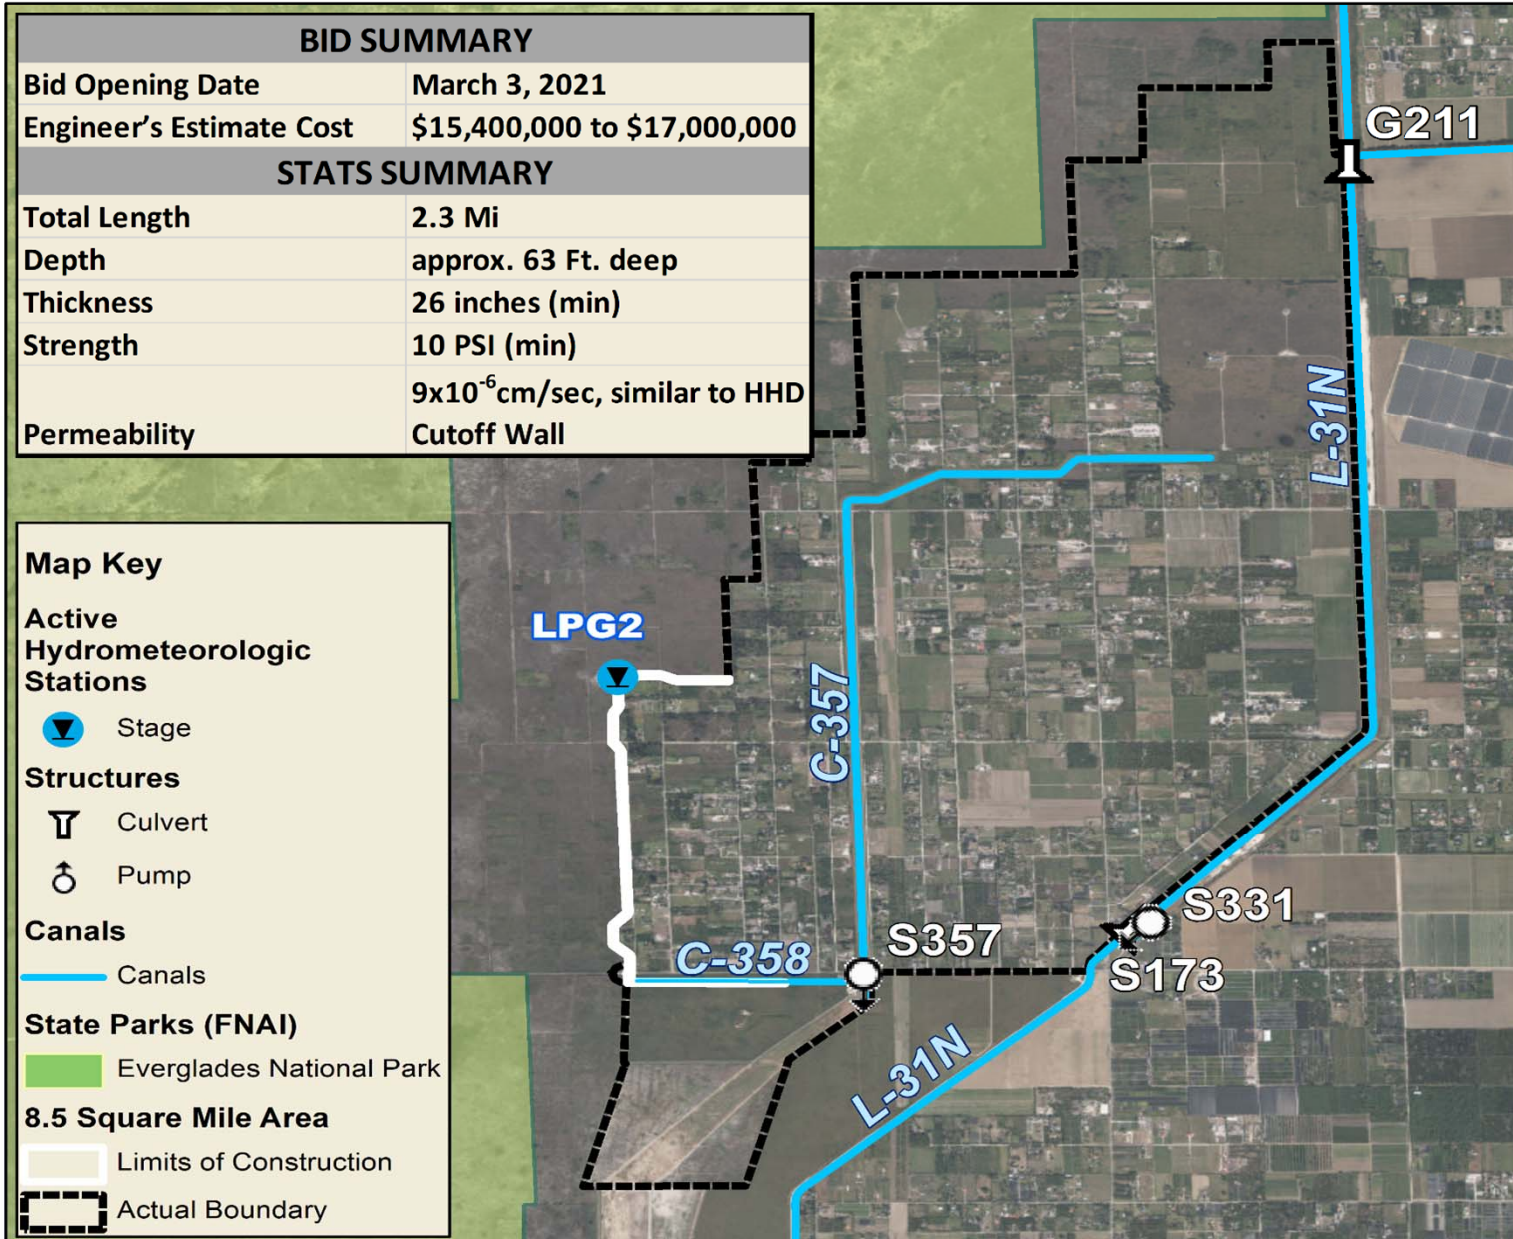 BID SUMMARY
Bid Opening Date March 3, 2021
Engineer’s Estimate Cost $15,400,000 to $17,000,000
STATS SUMMARY
Total Length 2.3 Mi
Depth approx. 63 Ft. deep
Thickness 26 inches (min)
Strength 10 PSI (min)
9x10⁻⁶cm/sec, similar to HHD
Permeability Cutoff Wall
G211
L-31N
LPG2
C-357
S331
S357
C-358
S173
L-31N
Map Key
Active
Hydrometeorologic
Stations
Stage
Structures
Culvert
Pump
Canals
Canals
State Parks (FNAI)
Everglades National Park
8.5 Square Mile Area
Limits of Construction
Actual Boundary